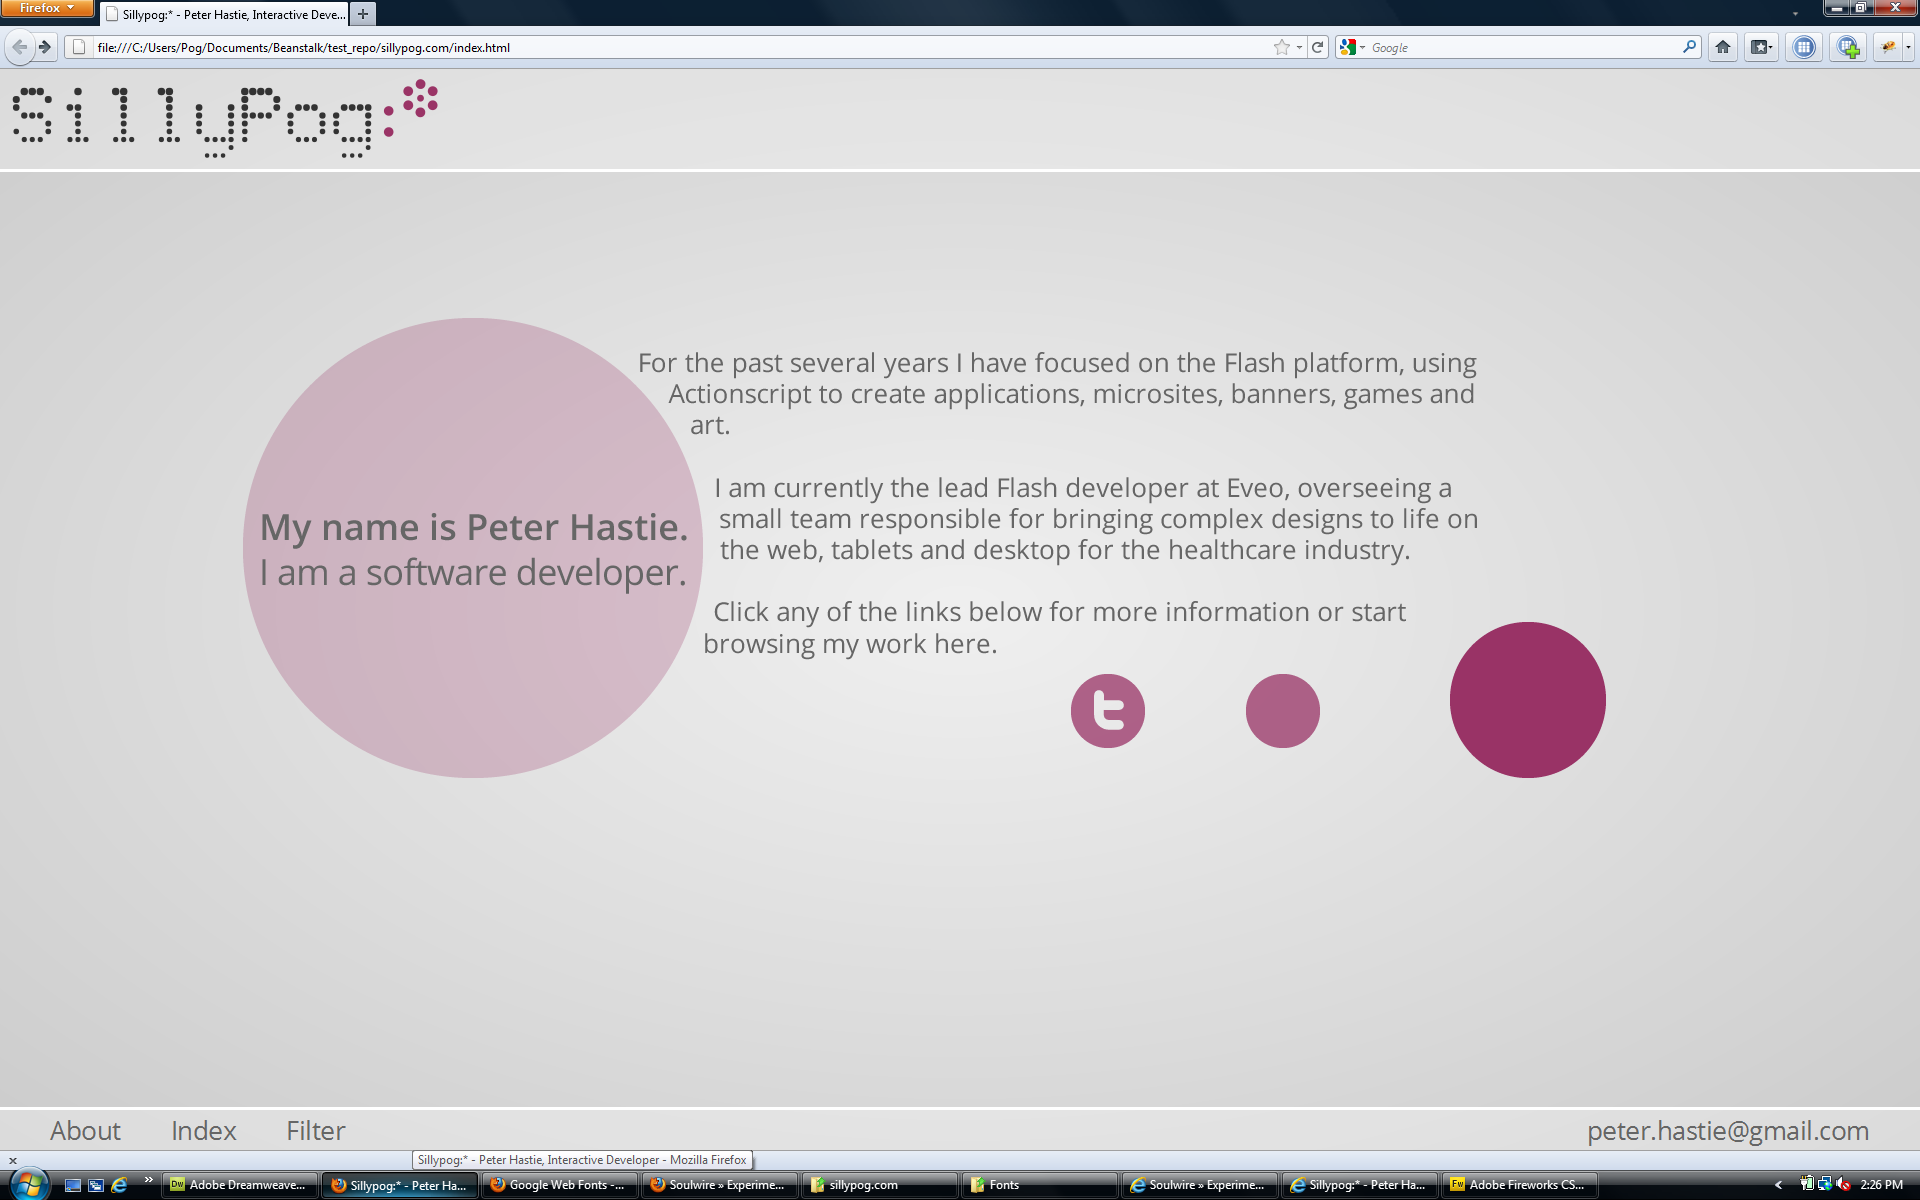 Firefox
Sillypog:* - Peter Hastie, Interactive Deve...
file:///C:/Users/Pog/Documents/Beanstalk/test_repo/sillypog.com/index.html
Google
SillyPog:*
For the past several years I have focused on the Flash platform, using
Actionscript to create applications, microsites, banners, games and
art.
I am currently the lead Flash developer at Eveo, overseeing a
small team responsible for bringing complex designs to life on
the web, tablets and desktop for the healthcare industry.
My name is Peter Hastie.
I am a software developer.
Click any of the links below for more information or start
browsing my work here.
t
About
Index
Filter
peter.hastie@gmail.com
Sillypog:* - Peter Hastie, Interactive Developer - Mozilla Firefox
Dw Adobe Dreamweave...
Sillypog:* - Peter Ha...
Google Web Fonts -...
Soulwire » Experime...
sillypog.com
Fonts
Soulwire » Experime...
Sillypog:* - Peter Ha...
Fw Adobe Fireworks CS...
2:26 PM